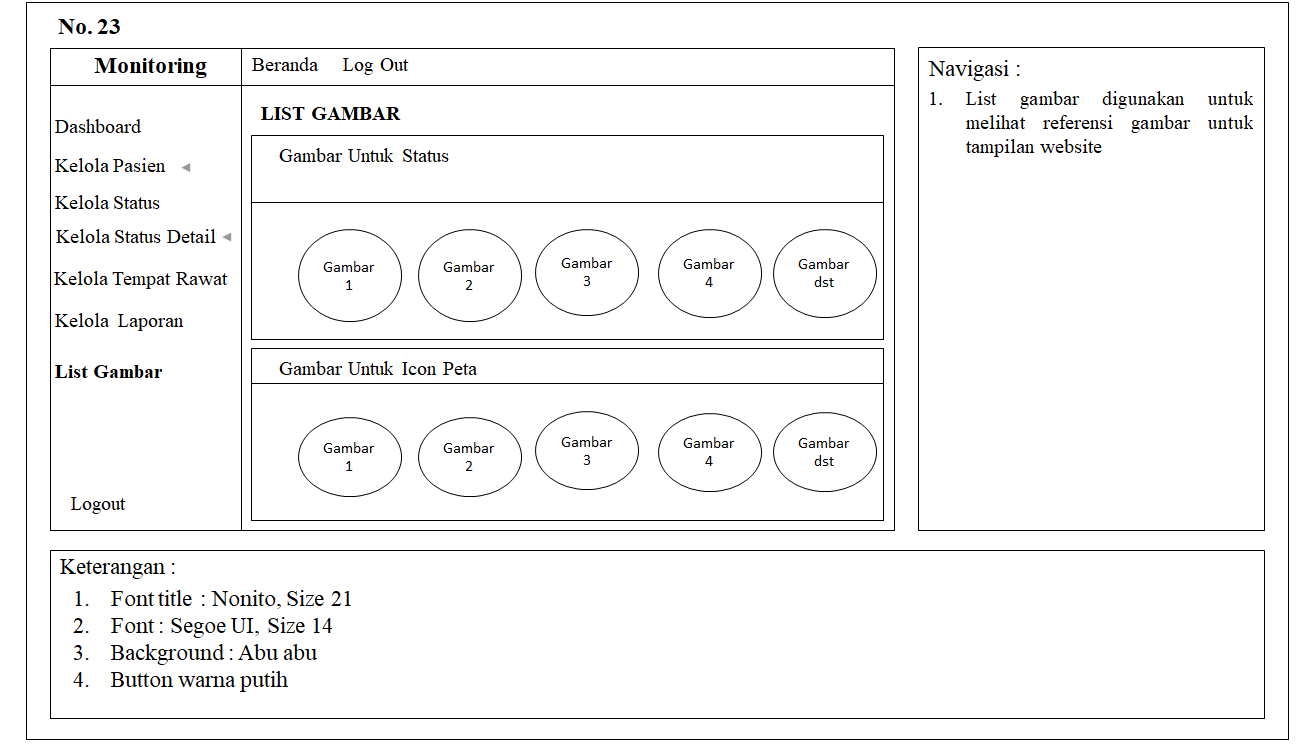 No. 23
Monitoring
Beranda Log Out
Dashboard
Kelola Pasien
Kelola Status
Kelola Status Detail
Kelola Tempat Rawat
Kelola Laporan
List Gambar
Logout
LIST GAMBAR
Gambar Untuk Status
Gambar 1
Gambar 2
Gambar 3
Gambar 4
Gambar dst
Gambar Untuk Icon Peta
Gambar 1
Gambar 2
Gambar 3
Gambar 4
Gambar dst
Navigasi :
1. List gambar digunakan untuk
melihat referensi gambar untuk
tampilan website
Keterangan :
1. Font title : Nonito, Size 21
2. Font : Segoe UI, Size 14
3. Background : Abu abu
4. Button warna putih